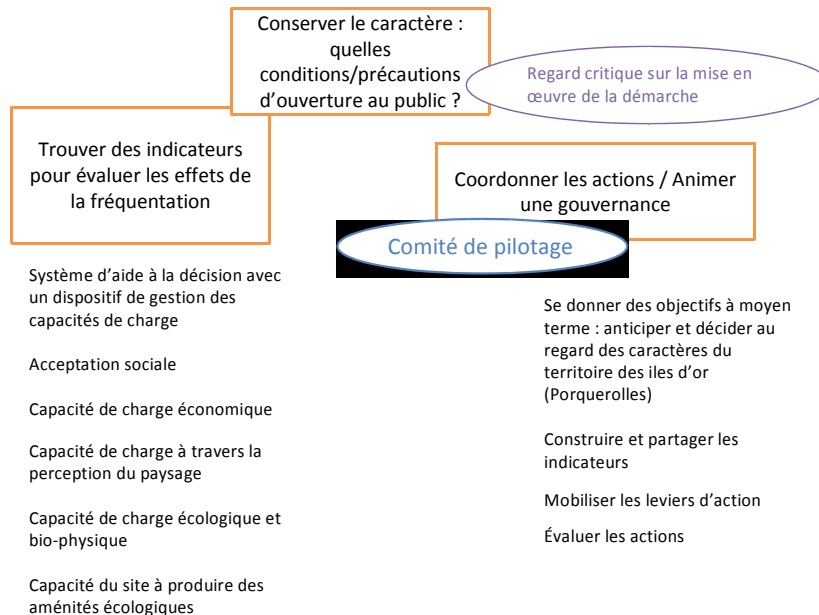 Conserver le caractère :
quelles
conditions/précautions
d'ouverture au public ?
Regard critique sur la mise en
œuvre de la démarche
Trouver des indicateurs
pour évaluer les effets de
la fréquentation
Coordonner les actions / Animer
une gouvernance
Comité de pilotage
Système d'aide à la décision avec
un dispositif de gestion des
capacités de charge
Acceptation sociale
Capacité de charge économique
Capacité de charge à travers la
perception du paysage
Capacité de charge écologique et
bio-physique
Capacité du site à produire des
aménités écologiques
Se donner des objectifs à moyen
terme : anticiper et décider au
regard des caractères du
territoire des iles d'or
(Porquerolles)
Construire et partager les
indicateurs
Mobiliser les leviers d'action
Évaluer les actions